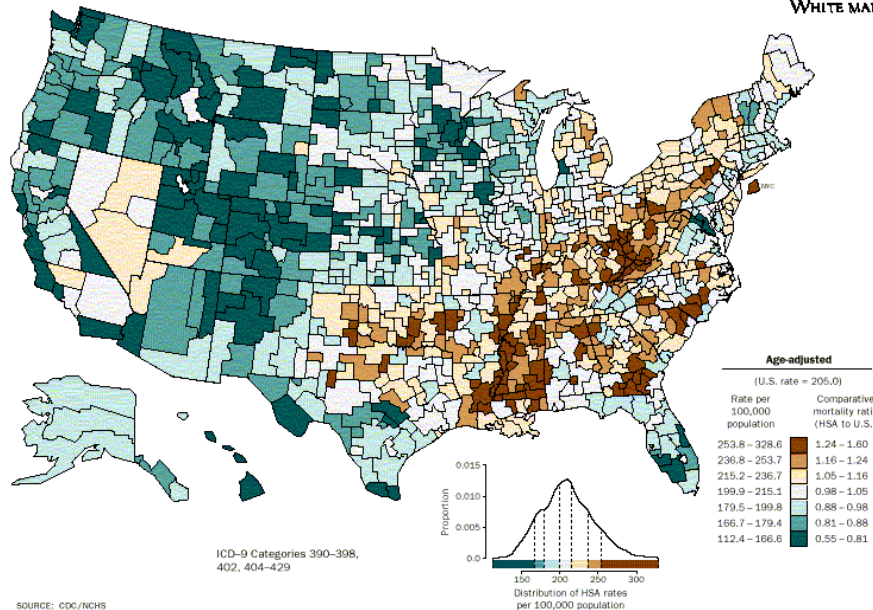 WHITE MAL
NYC
Age-adjusted
(U.S. rate = 205.0)
Rate per 100,000 population
Comparative mortality rati
(HSA to U.S.
253.8–328.6 1.24–1.60
236.8–253.7 1.16–1.24
215.2–236.7 1.05–1.16
199.9–215.1 0.98–1.05
179.5–199.8 0.88–0.98
166.7–179.4 0.81–0.88
112.4–166.6 0.55–0.81
0.015
0.010
0.005
0.0
Proportion
150 200 250 300
Distribution of HSA rates
per 100,000 population
ICD–9 Categories 390–398,
402, 404–429
SOURCE: CDC/NCHS